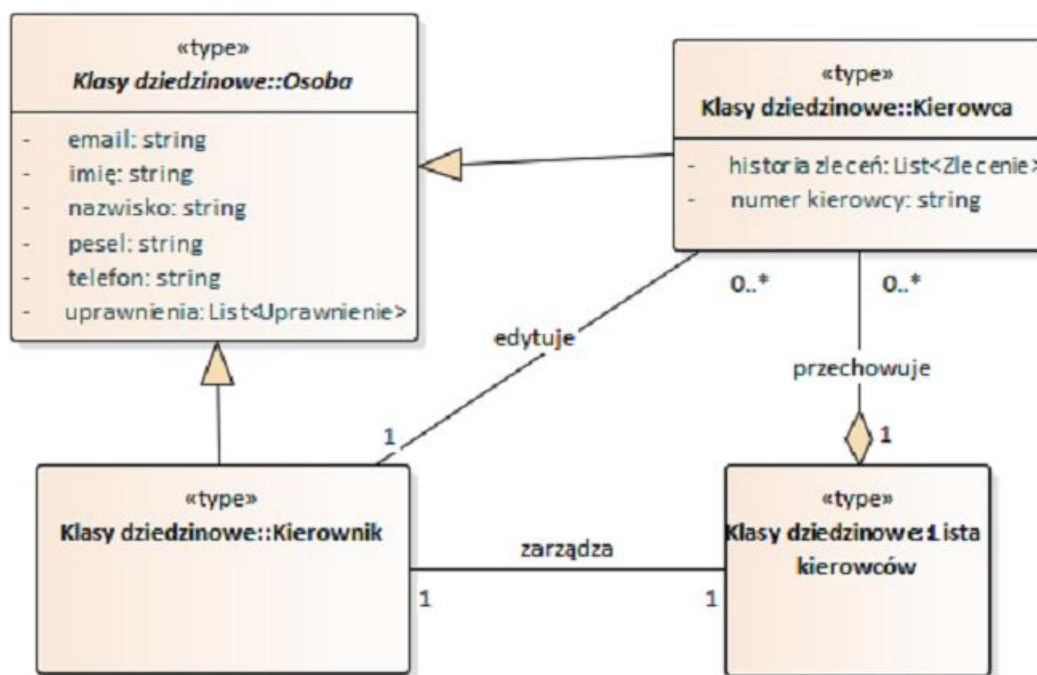 «type»
Klasy dziedzinowe::Osoba
- email: string
- imię: string
- nazwisko: string
- pesel: string
- telefon: string
- uprawnienia: List<Uprawnienie>
«type»
Klasy dziedzinowe::Kierowca
- historia zleceń: List<Zlecenie>
- numer kierowcy: string
0..*
0..*
edytuje
przechowuje
1
1
«type»
Klasy dziedzinowe::Kierownik
zarządza
1
1
«type»
Klasy dziedzinowe::Lista
kierowców